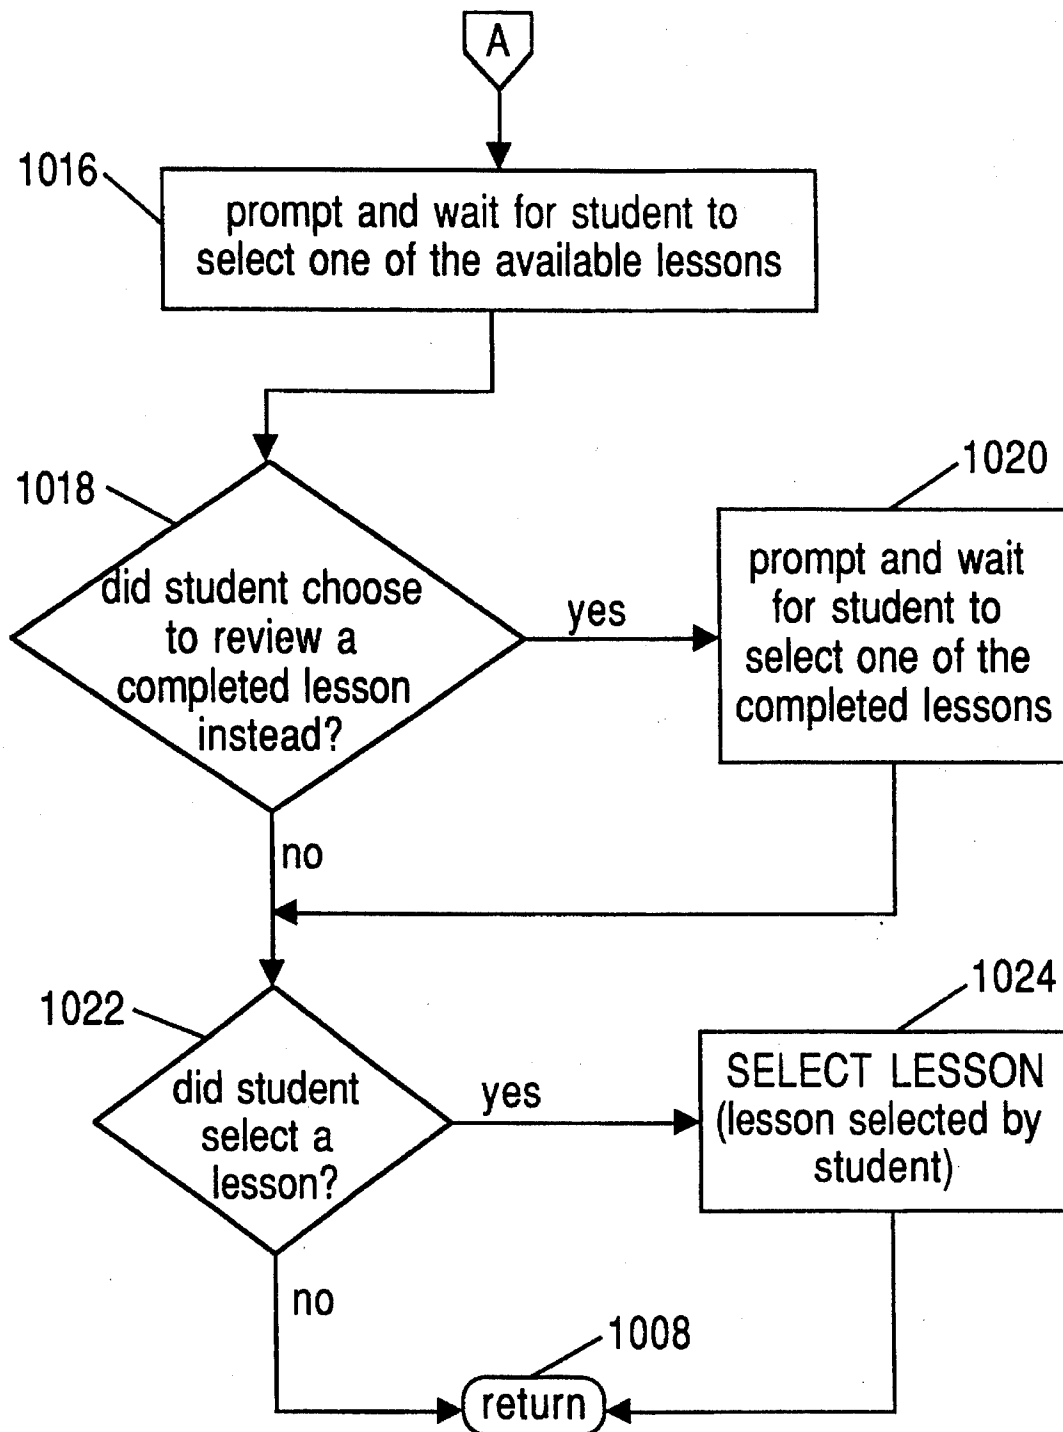 A
1016
prompt and wait for student to
select one of the available lessons
1018
did student choose
to review a
completed lesson
instead?
yes
1020
prompt and wait
for student to
select one of the
completed lessons
no
1022
did student
select a
lesson?
yes
1024
SELECT LESSON
(lesson selected by
student)
no
1008
return